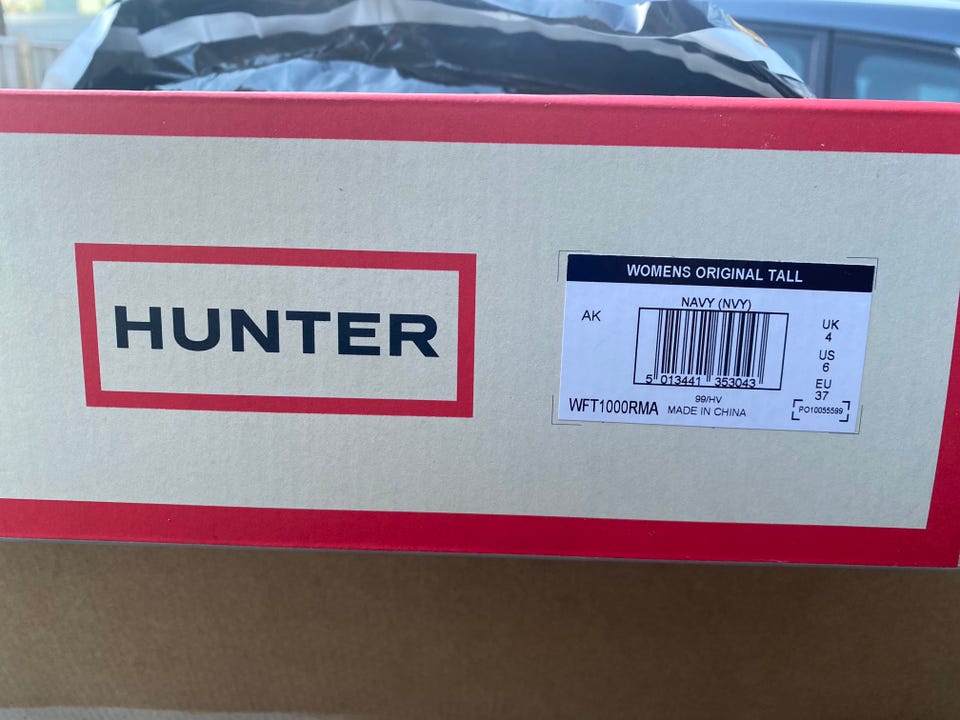 HUNTER
WOMENS ORIGINAL TALL
NAVY (NVY)
AK
UK
4
US
6
EU
37
5 013441 353043
99/HV
WFT1000RMA MADE IN CHINA
PO10055599